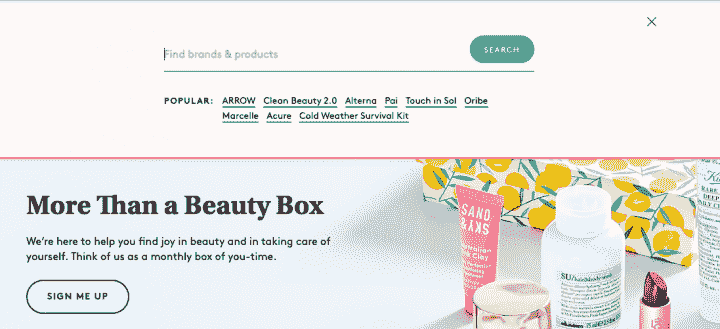 Find brands & products
SEARCH
POPULAR: ARROW Clean Beauty 2.0 Alterna Pai Touch in Sol Oribe
Marcelle Acure Cold Weather Survival Kit
More Than a Beauty Box
We're here to help you find joy in beauty and in taking care of
yourself. Think of us as a monthly box of you-time.
SIGN ME UP
SAND
&SKY